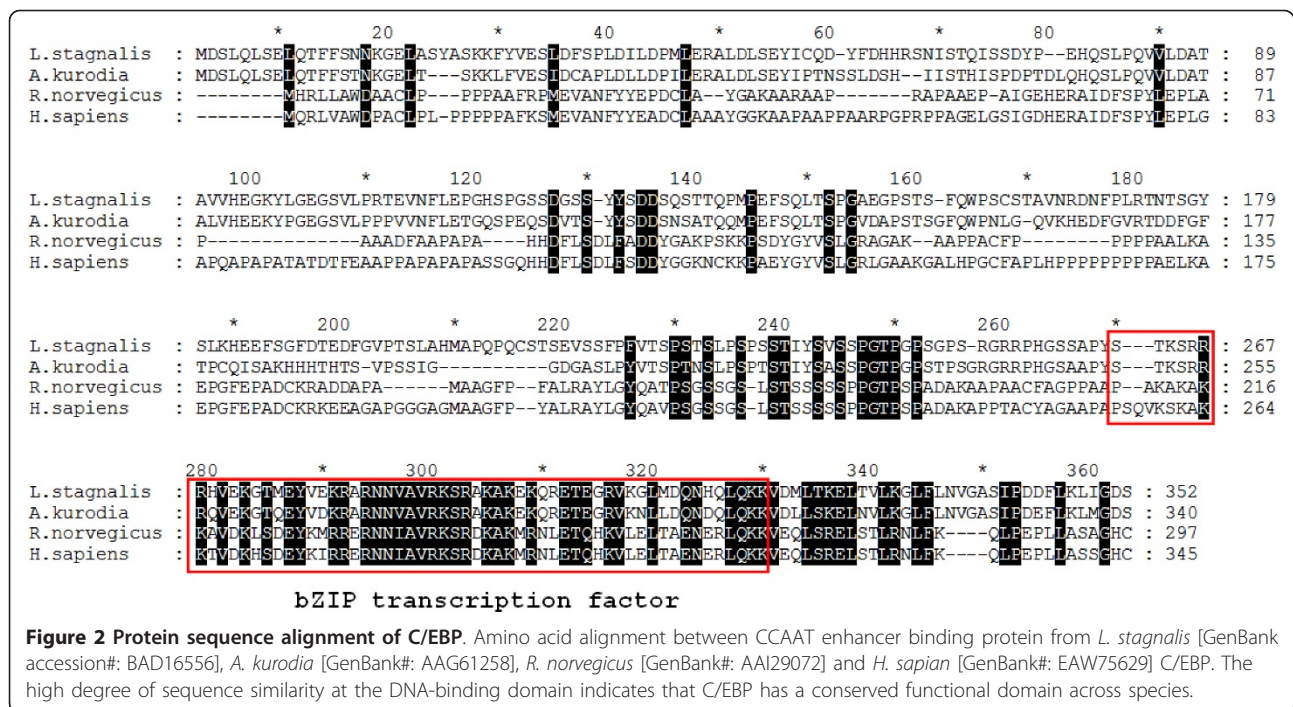 * 20 * 40 * 60 * 80 *
L.stagnalis : MDSLQLSELQTFFSNNKGELASYASKKFYVESLDFSPLDILDPMLERALDLSEYICQD-YFDHHRSNISTQISSDYP--EHQSLPQVVLDAT : 89
A.kurodia : MDSLQLSELQTFFSTNKGELT---SKKLFVESIDCAPLDLLDPILERALDLSEYIPTNSSLDSH--IISTHISPDPTDLQHQSLPQVVLDAT : 87
R.norvegicus : --------MHRLLAWDAACLP--PPPAAFRPMEVANFYYEPDCLA--YGAKAARAAP------RAPAAEP-AIGEHERAIDFSPYLEPLA : 71
H.sapiens : --------MQRLVAWDPACLPL-PPPPPAFKSMEVANFYYEADCLAAAYGGKAAPAAPPAARPGPRPPAGELGSIGDHERAIDFSPYLEPLG : 83
100 * 120 * 140 * 160 * 180
L.stagnalis : AVVHEGKYLGEGSVLPRTEVNFLEPGHSPGSSDGSS-YYSDDSQSTTQPMPEFSQLTSPGAEGPSTS-FQWPSCSTAVNRDNFPLRTNTSGY : 179
A.kurodia : ALVHEEKYPGEGSVLPPPVVNFLETGQSPEQSDVTS-YYSDDSNSATQQMPEFSQLTSPGVDAPSTSGFQWPNLG-QVKHEDFGVRTDDFGF : 177
R.norvegicus : P-------------AAADFAAPAPA----HHDFLSDLFADDYGAKPSKKPSDYGYVSLGRAGAK-AAPPACFP------PPPPAALKA : 135
H.sapiens : APQAPAPATATDTFEAAPPAPAPAPASSGQHHDFLSDLFSDDYGGKNCKKPAEYGYVSLGRLGAAKGALHPGCFAPLHPPPPPPPPPAELKA : 175
* 200 * 220 * 240 * 260 *
L.stagnalis : SLKHEEFSGFDTEDFGVPTSLAHMAPQPQCSTSEVSSFPFVTSPSTSLPSPSSTIYSVSSSPGTPGPSGPS-RGRRPHGSSAPYS---TKSRR : 267
A.kurodia : TPCQISAKHHHTHTS-VPSSIG----------GDGASLPYVTSPTNSLPSPTSTIYSASSSPGTPGPSTPSGRGRRPHGSAAPYS---TKSRR : 255
R.norvegicus : EPGFEPADCKRADDAPA-----MAAGFP--FALRAYLGYQATPSGSSGS-LSTSSSSSPPGTPSPADAKAAPAACFAGPPAAP--AKAKAK : 216
H.sapiens : EPGFEPADCKRKEEAGAPGGGAGMAAGFP--YALRAYLGYQAVPSGSSGS-LSTSSSSSPPGTPSPADAKAPPTACYAGAAPAPSQVKSKAK : 264
280 * 300 * 320 * 340 * 360
L.stagnalis : RHVEKGTMEYVEKRARNNVAVRKSRAKAKEKQRETEGRVKGLMDQNHQLQKKVDMLTKELTVLKGLFLNVGASIPDDFLKLIGDS : 352
A.kurodia : RQVEKGTQEYVDKRARNNVAVRKSRAKAKEKQRETEGRVKNLLDQNDQLQKKVDLLSKELNVLKGLFLNVGASIPDEFLKLMGDS : 340
R.norvegicus : KAVDKLSDEYKMRRERNNIAVRKSRDKAKMRNLETQHKVLELTAENERLQKKVEQLSRELSTLRNLFK----QLPEPLLASAGHC : 297
H.sapiens : KTVDKHSDEYKIRRERNNIAVRKSRDKAKMRNLETQHKVLELTAENERLQKKVEQLSRELSTLRNLFK----QLPEPLLASSGHC : 345
bZIP transcription factor
Figure 2 Protein sequence alignment of C/EBP. Amino acid alignment between CCAAT enhancer binding protein from L. stagnalis [GenBank
accession#: BAD16556], A. kurodia [GenBank#: AAG61258], R. norvegicus [GenBank#: AAI29072] and H. sapian [GenBank#: EAW75629] C/EBP. The
high degree of sequence similarity at the DNA-binding domain indicates that C/EBP has a conserved functional domain across species.